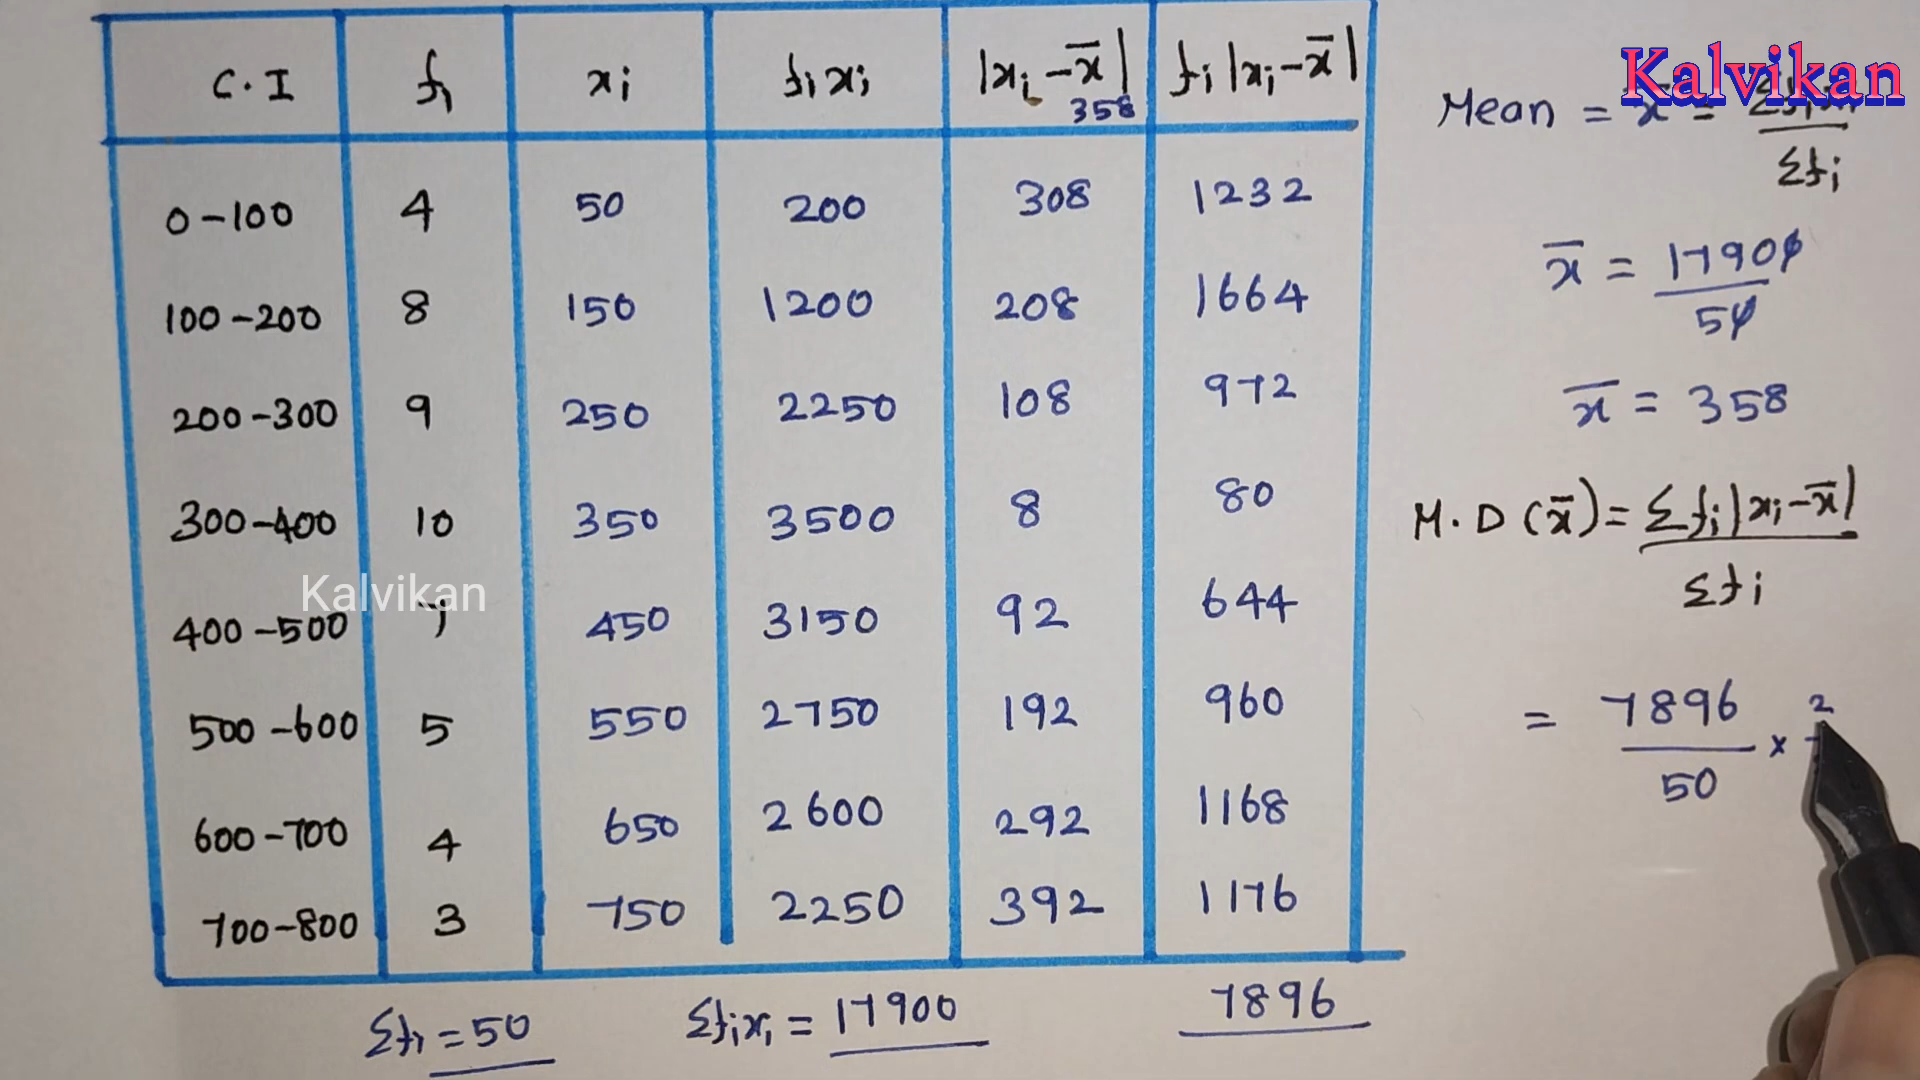 C.I fi xi fixi |xi-x̄| fi|xi-x̄|
358
0-100 4 50 200 308 1232
100-200 8 150 1200 208 1664
200-300 9 250 2250 108 972
300-400 10 350 3500 8 80
400-500 7 450 3150 92 644
500-600 5 550 2750 192 960
600-700 4 650 2600 292 1168
700-800 3 750 2250 392 1176
Σfi = 50 Σfixi = 17900 7896
Kalvikan
Kalvikan
Mean = x̄ =
Σfi
x̄ = 17900
50
x̄ = 358
M.D (x̄) = Σfi|xi-x̄|
Σfi
= 7896 × 2
50